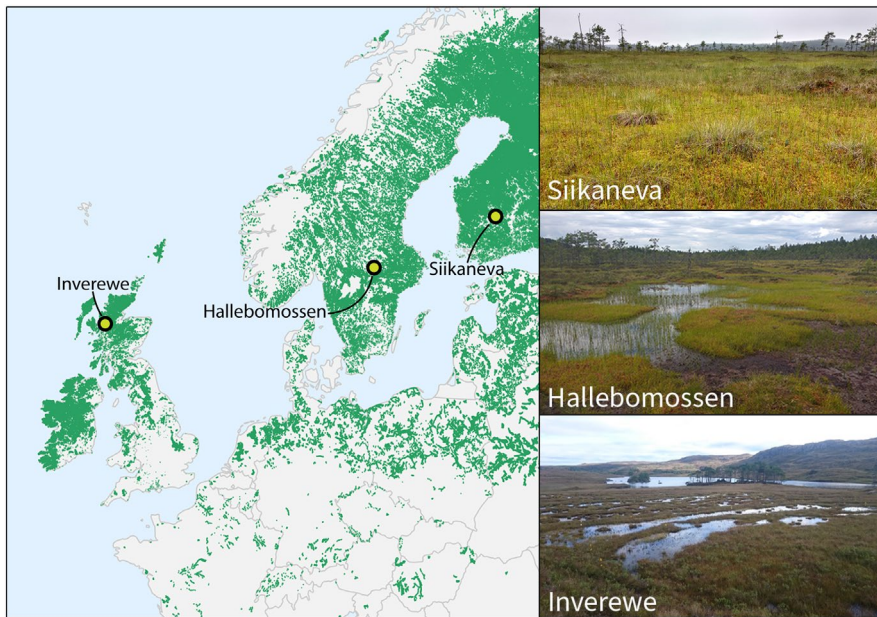 Inverewe
Hallebomossen
Siikaneva
Siikaneva
Hallebomossen
Inverewe